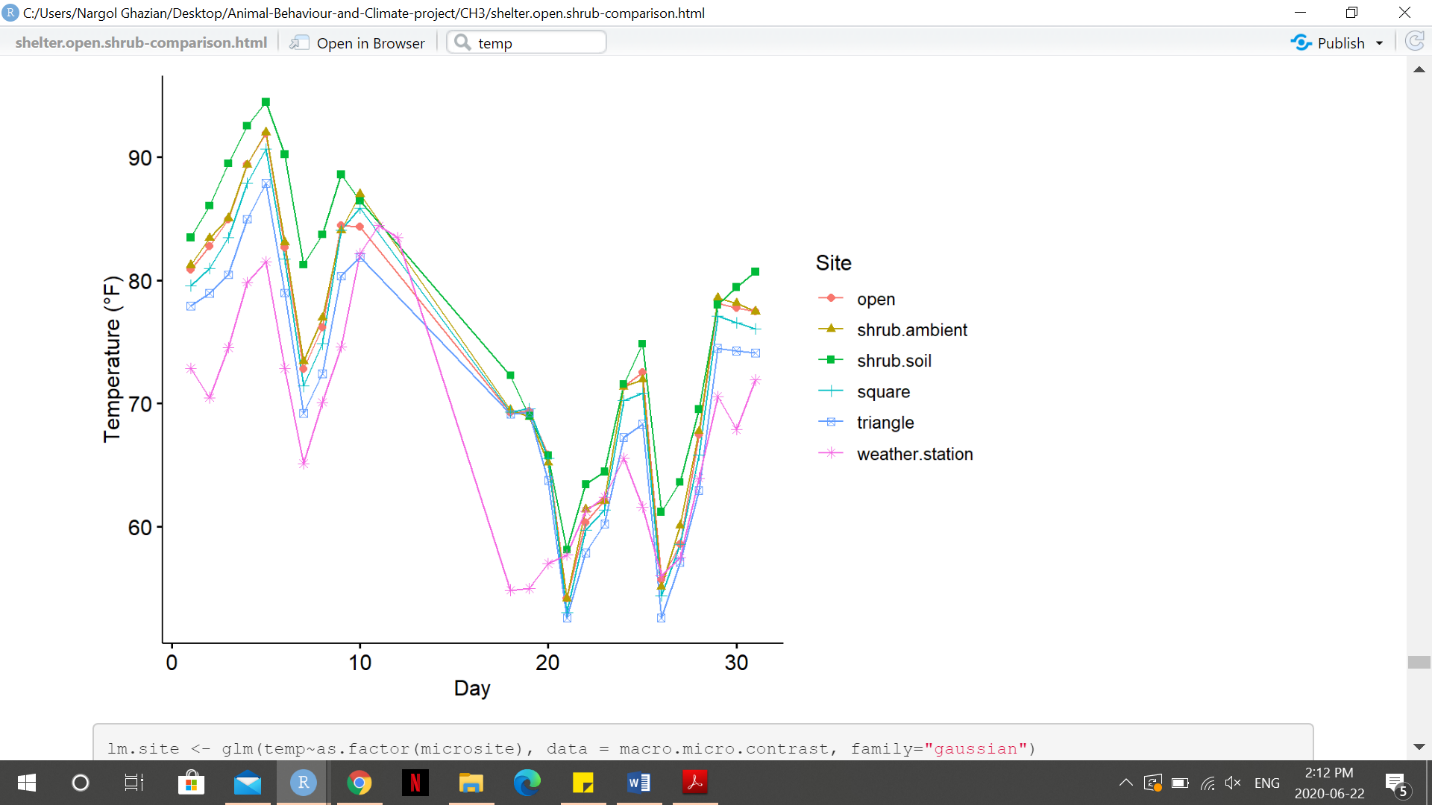 C:/Users/Nargol Ghazian/Desktop/Animal-Behaviour-and-Climate-project/CH3/shelter.open.shrub-comparison.html
shelter.open.shrub-comparison.html Open in Browser temp Publish
90
80
70
60
Temperature (°F)
0 10 20 30
Day
Site
open
shrub.ambient
shrub.soil
square
triangle
weather.station
lm.site <- glm(temp~as.factor(microsite), data = macro.micro.contrast, family="gaussian")
R N W ENG 2:12 PM
2020-06-22 5